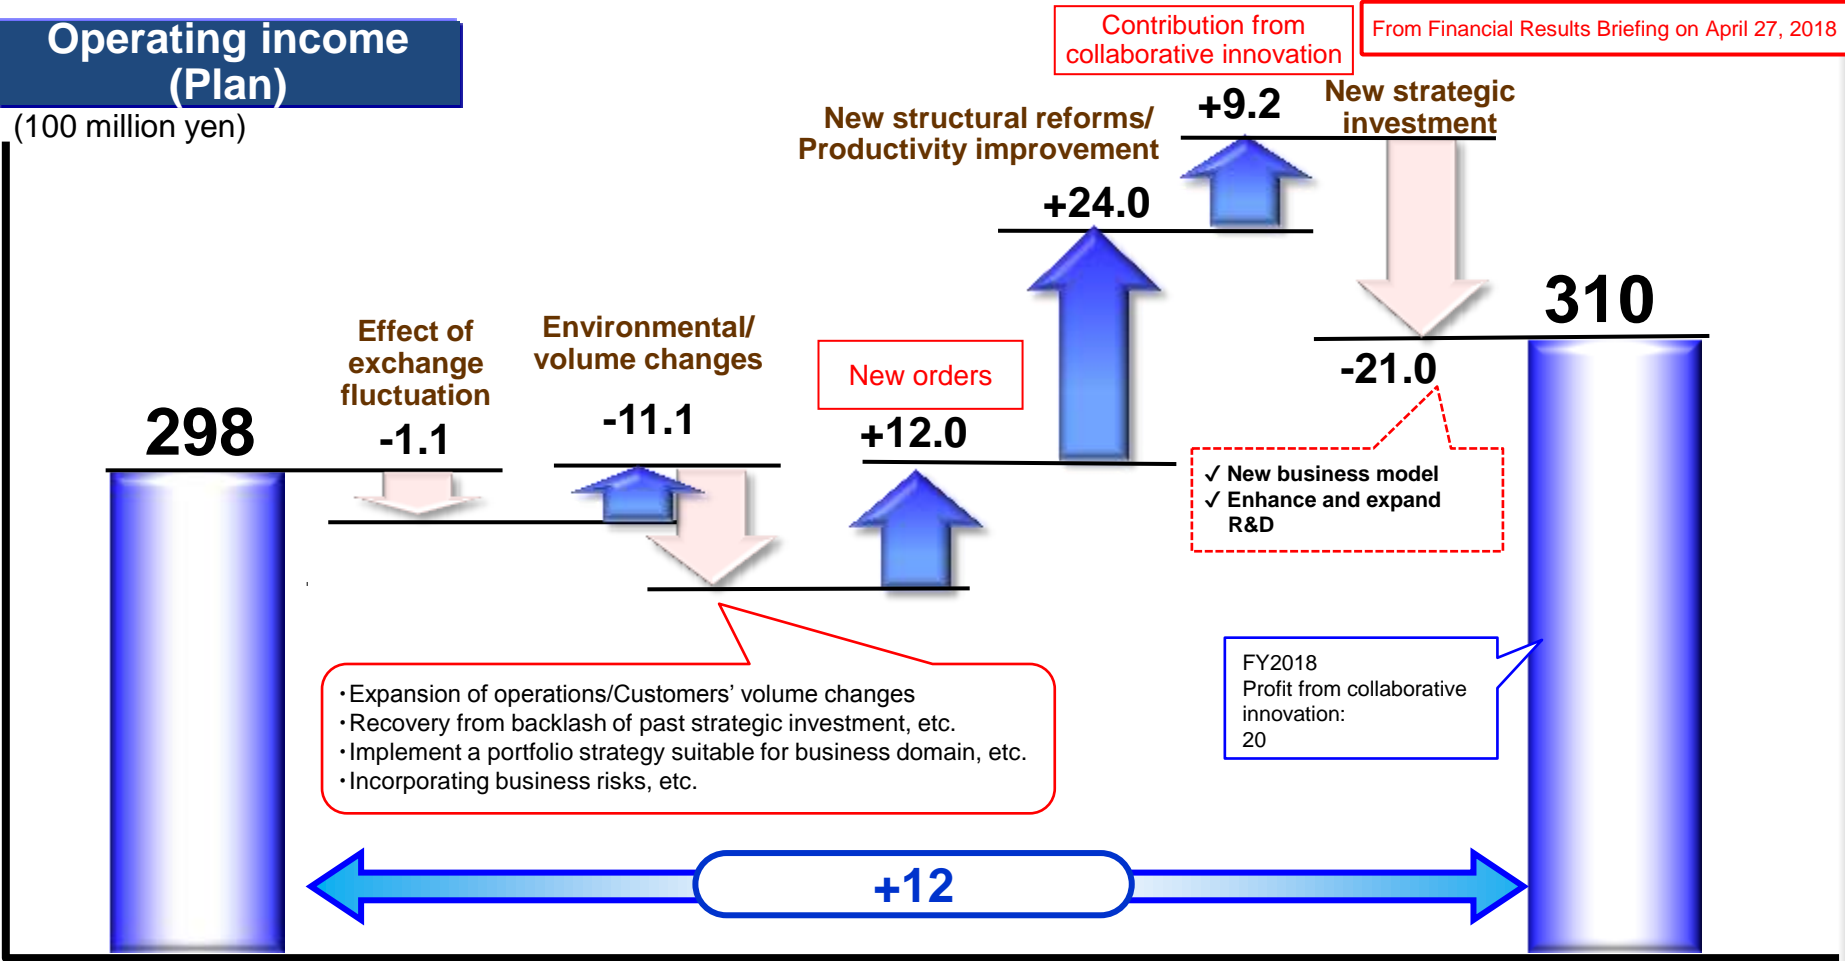 Operating income
(Plan)
(100 million yen)
Contribution from
collaborative innovation
From Financial Results Briefing on April 27, 2018
+9.2
New strategic
investment
New structural reforms/
Productivity improvement
+24.0
310
Effect of
exchange
fluctuation
-1.1
Environmental/
volume changes
-11.1
New orders
+12.0
-21.0
298
✓ New business model
✓ Enhance and expand
R&D
・Expansion of operations/Customers' volume changes
・Recovery from backlash of past strategic investment, etc.
・Implement a portfolio strategy suitable for business domain, etc.
・Incorporating business risks, etc.
FY2018
Profit from collaborative
innovation:
20
+12